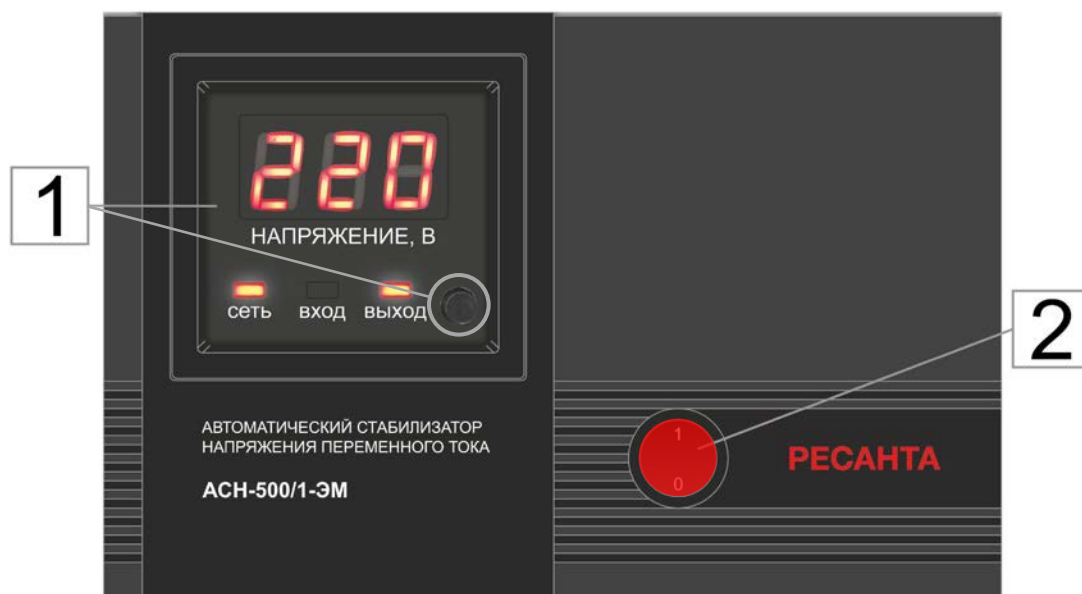 220
НАПРЯЖЕНИЕ, В
сеть вход выход
1
2
АВТОМАТИЧЕСКИЙ СТАБИЛИЗАТОР
НАПРЯЖЕНИЯ ПЕРЕМЕННОГО ТОКА
АСН-500/1-ЭМ
1
0
РЕСАНТА